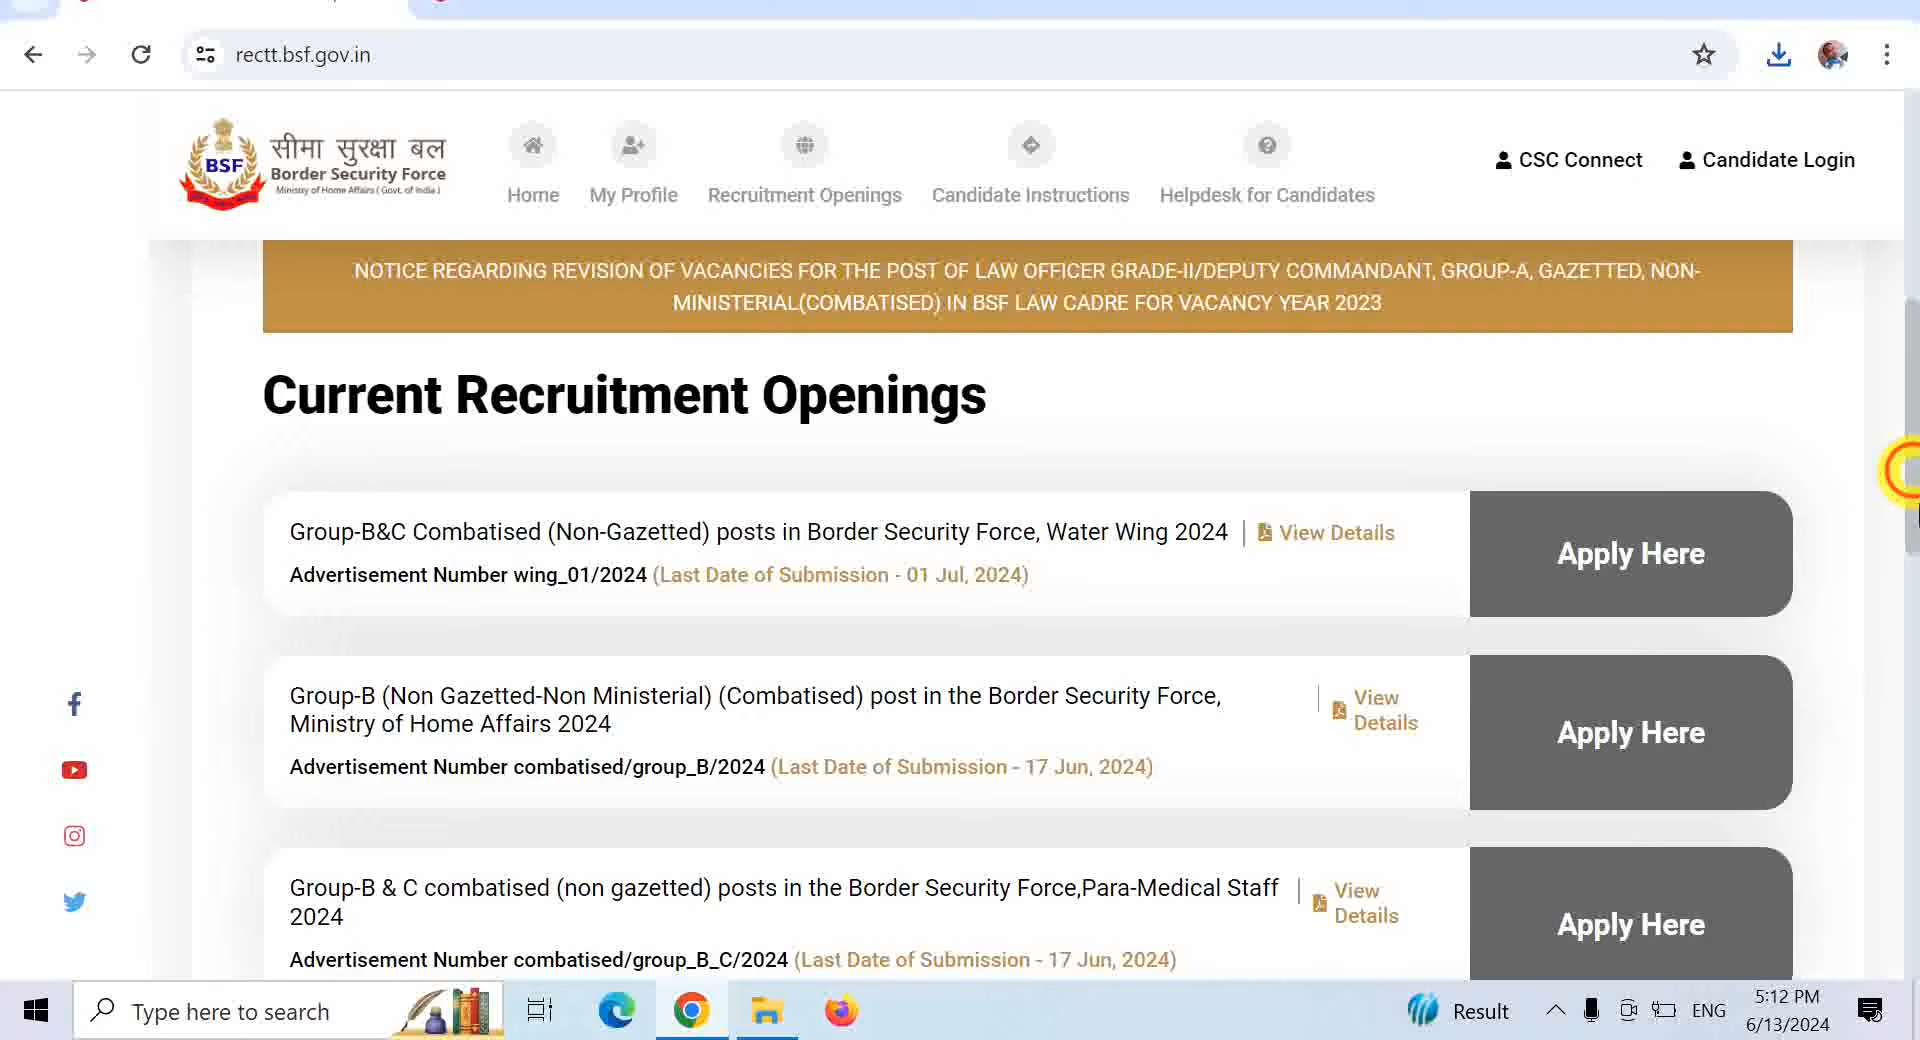 rectt.bsf.gov.in
BSF
सीमा सुरक्षा बल
Border Security Force
Ministry of Home Affairs ( Govt. of India )
Home
My Profile
Recruitment Openings
Candidate Instructions
Helpdesk for Candidates
CSC Connect
Candidate Login
NOTICE REGARDING REVISION OF VACANCIES FOR THE POST OF LAW OFFICER GRADE-II/DEPUTY COMMANDANT, GROUP-A, GAZETTED, NON-
MINISTERIAL(COMBATISED) IN BSF LAW CADRE FOR VACANCY YEAR 2023
Current Recruitment Openings
Group-B&C Combatised (Non-Gazetted) posts in Border Security Force, Water Wing 2024 | View Details
Advertisement Number wing_01/2024 (Last Date of Submission - 01 Jul, 2024)
Apply Here
Group-B (Non Gazetted-Non Ministerial) (Combatised) post in the Border Security Force,
Ministry of Home Affairs 2024
View
Details
Advertisement Number combatised/group_B/2024 (Last Date of Submission - 17 Jun, 2024)
Apply Here
Group-B & C combatised (non gazetted) posts in the Border Security Force,Para-Medical Staff
2024
View
Details
Advertisement Number combatised/group_B_C/2024 (Last Date of Submission - 17 Jun, 2024)
Apply Here
Type here to search
Result
ENG
5:12 PM
6/13/2024